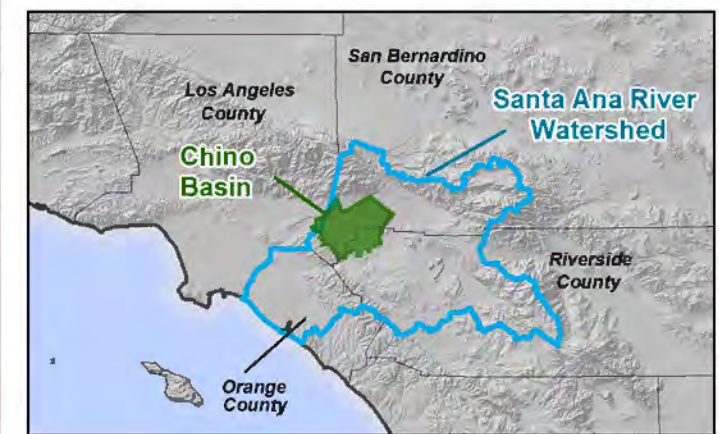 San Bernardino
County
Los Angeles
County
Santa Ana River
Watershed
Chino
Basin
Riverside
County
Orange
County